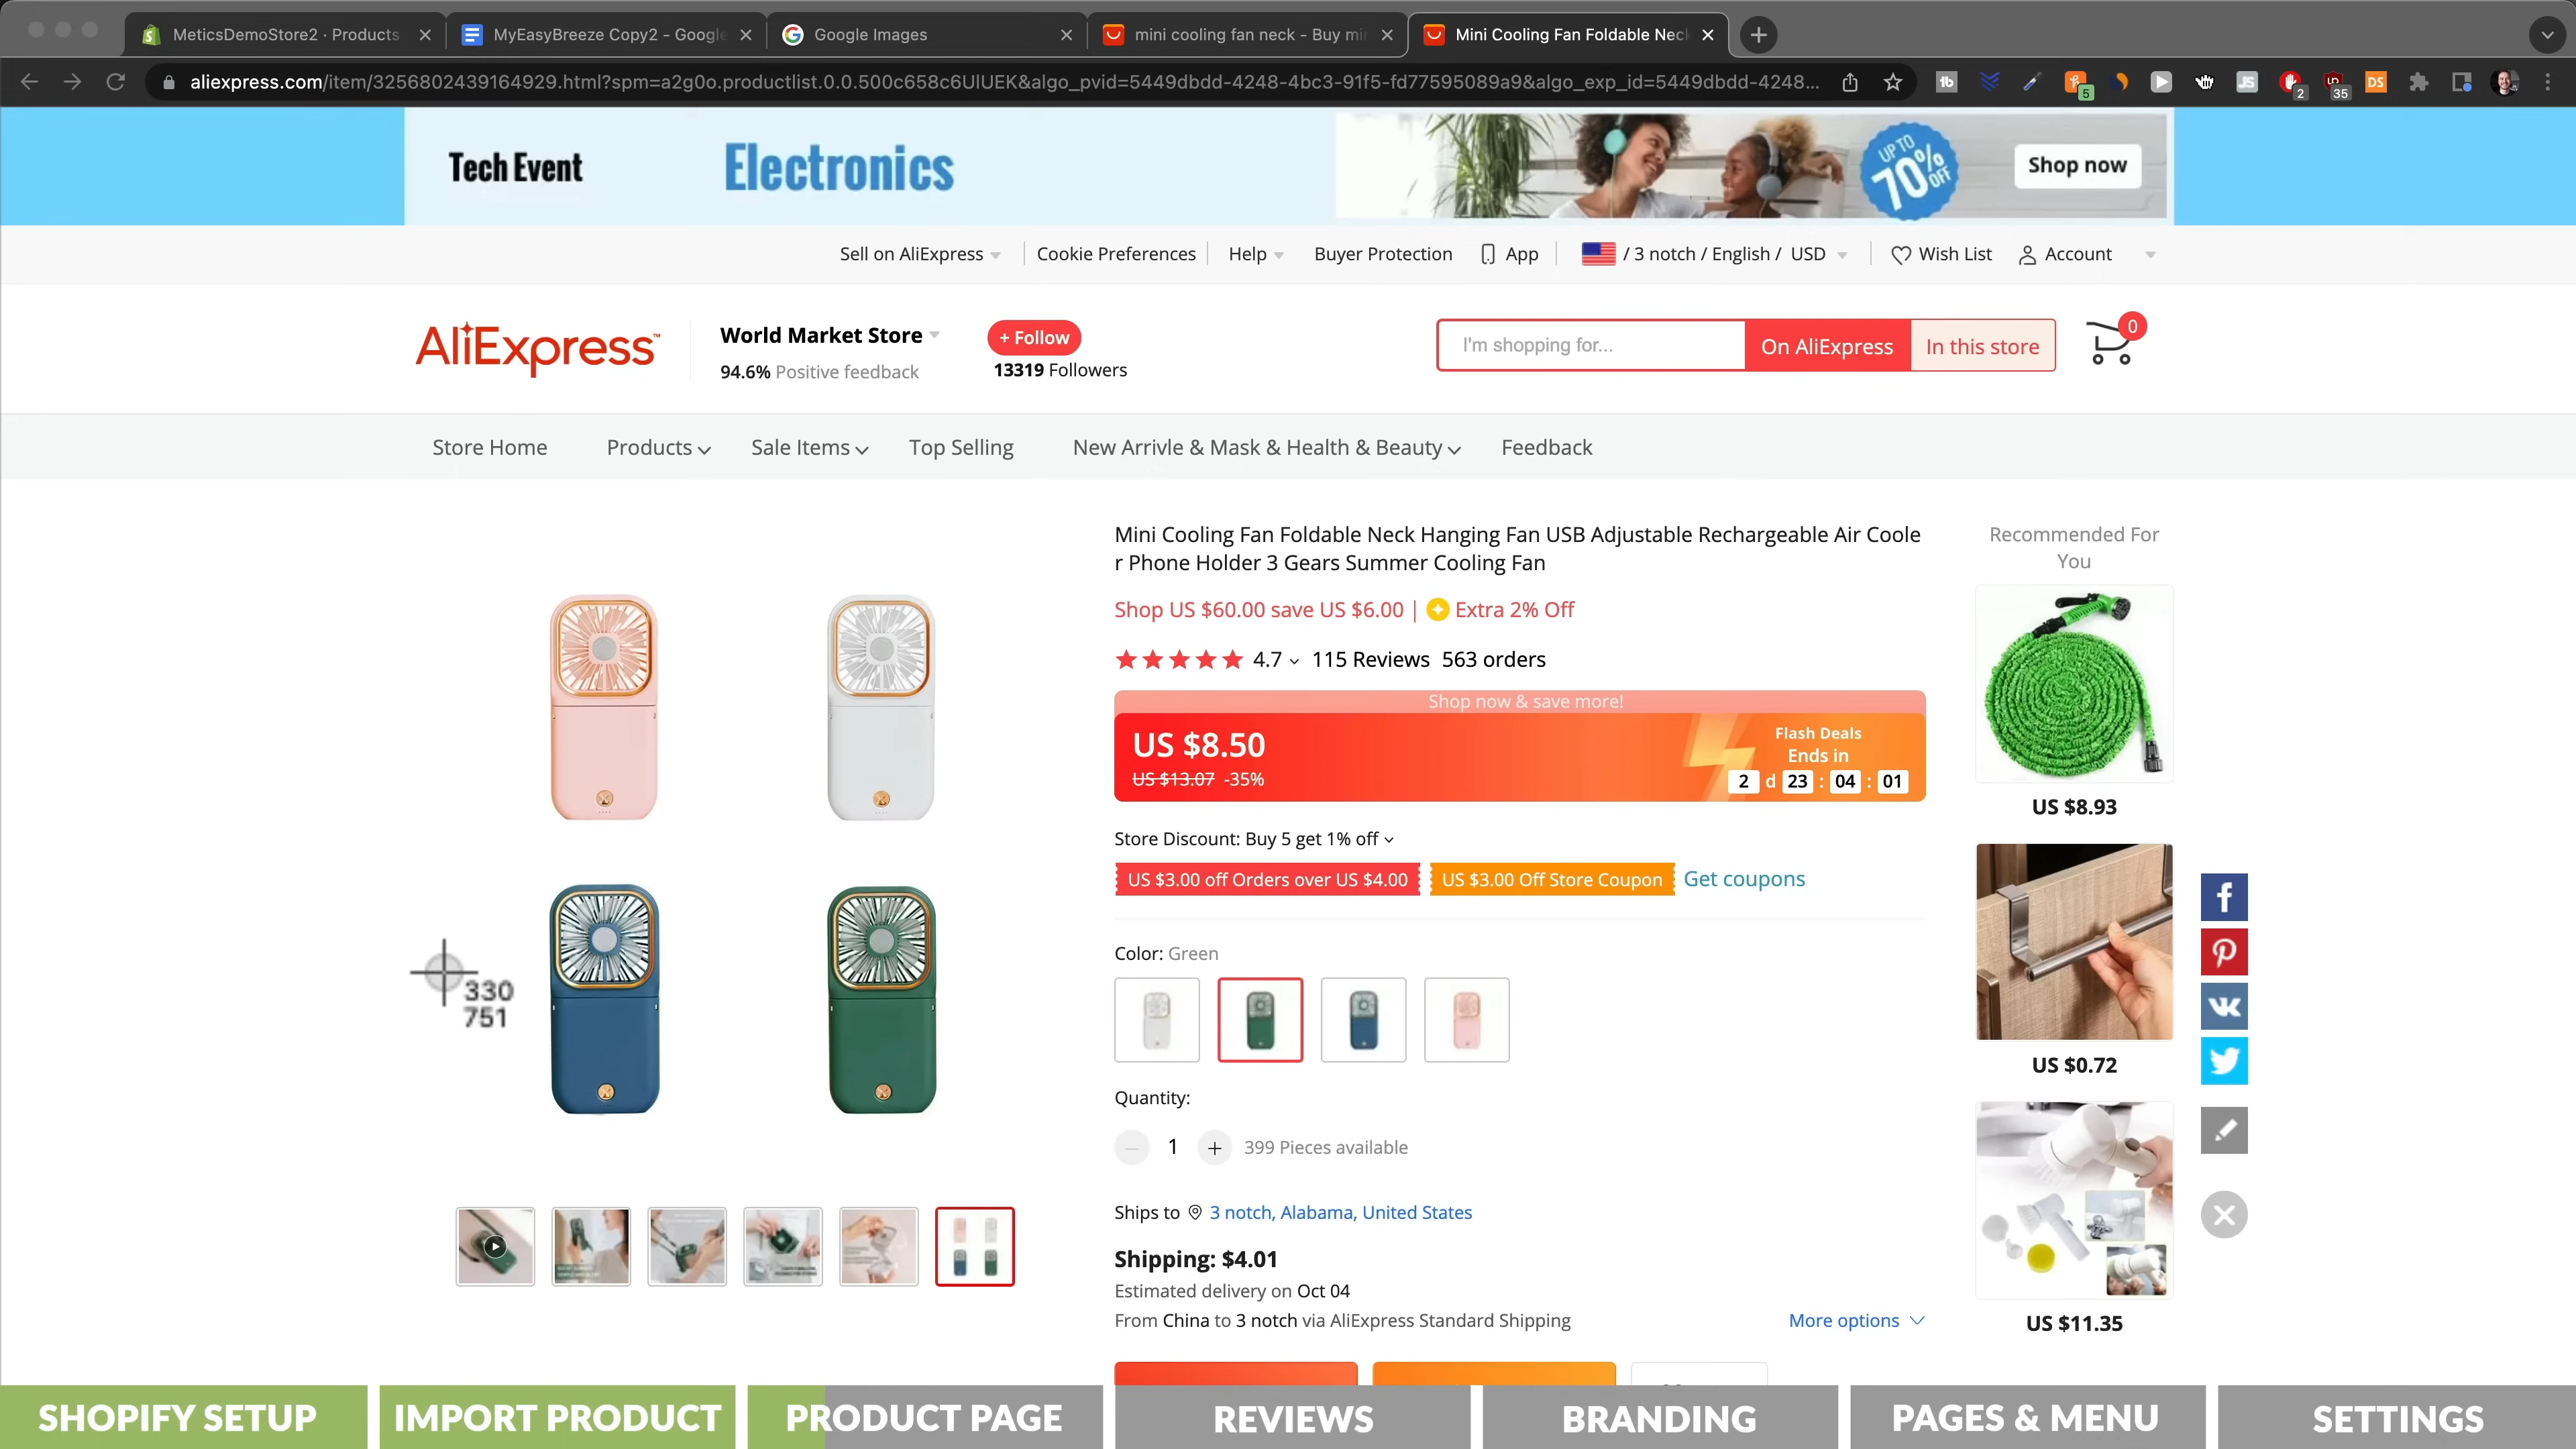 MeticsDemoStore2 · Products
MyEasyBreeze Copy2 - Google
Google Images
mini cooling fan neck - Buy mi
Mini Cooling Fan Foldable Neck
aliexpress.com/item/3256802439164929.html?spm=a2g0o.productlist.0.0.500c658c6UlUEK&algo_pvid=5449dbdd-4248-4bc3-91f5-fd77595089a9&algo_exp_id=5449dbdd-4248...
5
2
35
DS
Tech Event
Electronics
UP TO
70% OFF
Shop now
Sell on AliExpress
Cookie Preferences
Help
Buyer Protection
App
/ 3 notch / English / USD
Wish List
Account
AliExpress™
World Market Store
94.6% Positive feedback
+ Follow
13319 Followers
I'm shopping for...
On AliExpress
In this store
0
Store Home
Products
Sale Items
Top Selling
New Arrivle & Mask & Health & Beauty
Feedback
330
751
Mini Cooling Fan Foldable Neck Hanging Fan USB Adjustable Rechargeable Air Coole
r Phone Holder 3 Gears Summer Cooling Fan
Shop US $60.00 save US $6.00 | Extra 2% Off
4.7 115 Reviews 563 orders
Shop now & save more!
US $8.50
US $13.07 -35%
Flash Deals
Ends in
2 d 23 : 04 : 01
Store Discount: Buy 5 get 1% off
US $3.00 off Orders over US $4.00
US $3.00 Off Store Coupon
Get coupons
Color: Green
Quantity:
1
399 Pieces available
Ships to 3 notch, Alabama, United States
Shipping: $4.01
Estimated delivery on Oct 04
From China to 3 notch via AliExpress Standard Shipping
More options
Recommended For
You
US $8.93
US $0.72
US $11.35
SHOPIFY SETUP
IMPORT PRODUCT
PRODUCT PAGE
REVIEWS
BRANDING
PAGES & MENU
SETTINGS